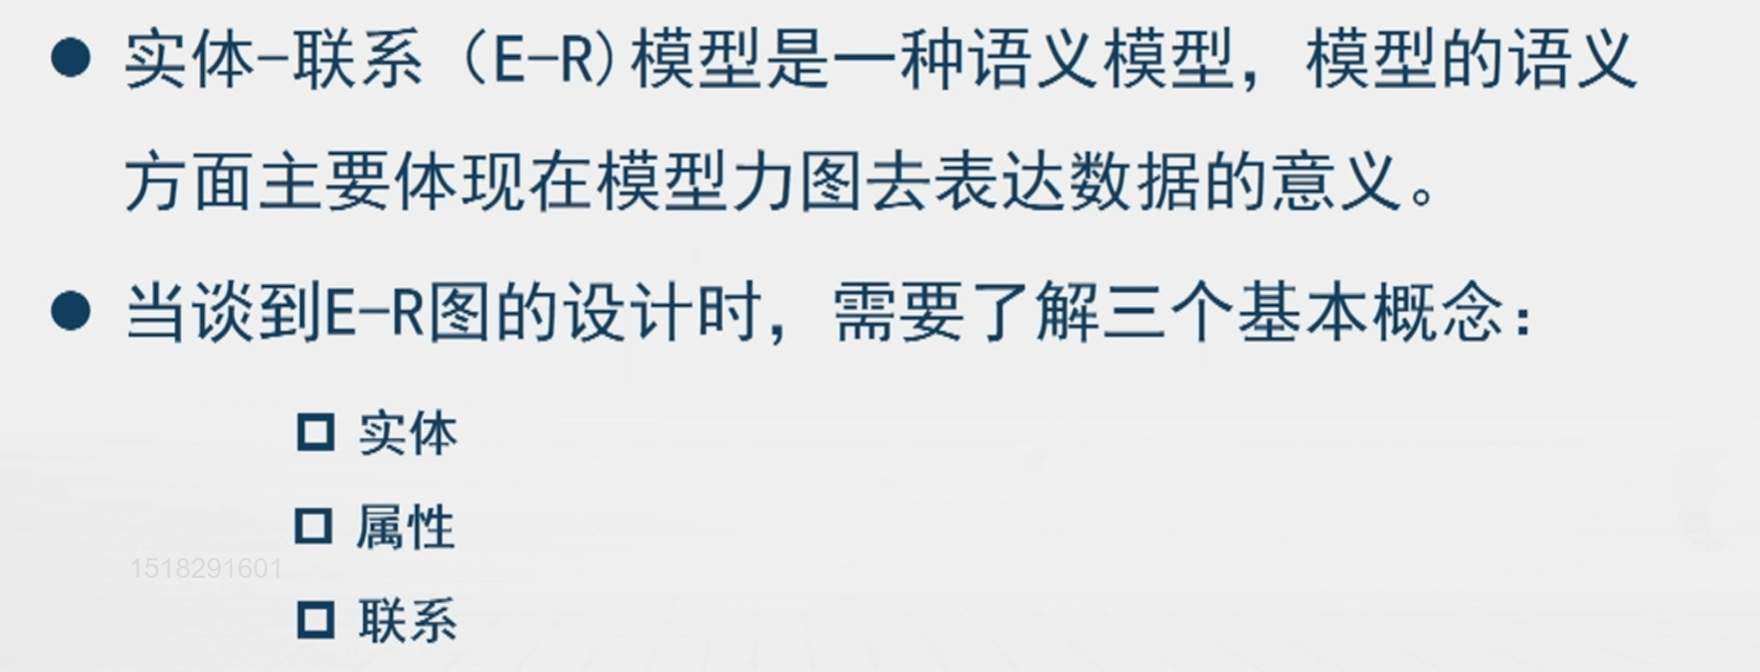 ● 实体-联系（E-R)模型是一种语义模型，模型的语义
方面主要体现在模型力图去表达数据的意义。
● 当谈到E-R图的设计时，需要了解三个基本概念：
实体
属性
1518291601
联系